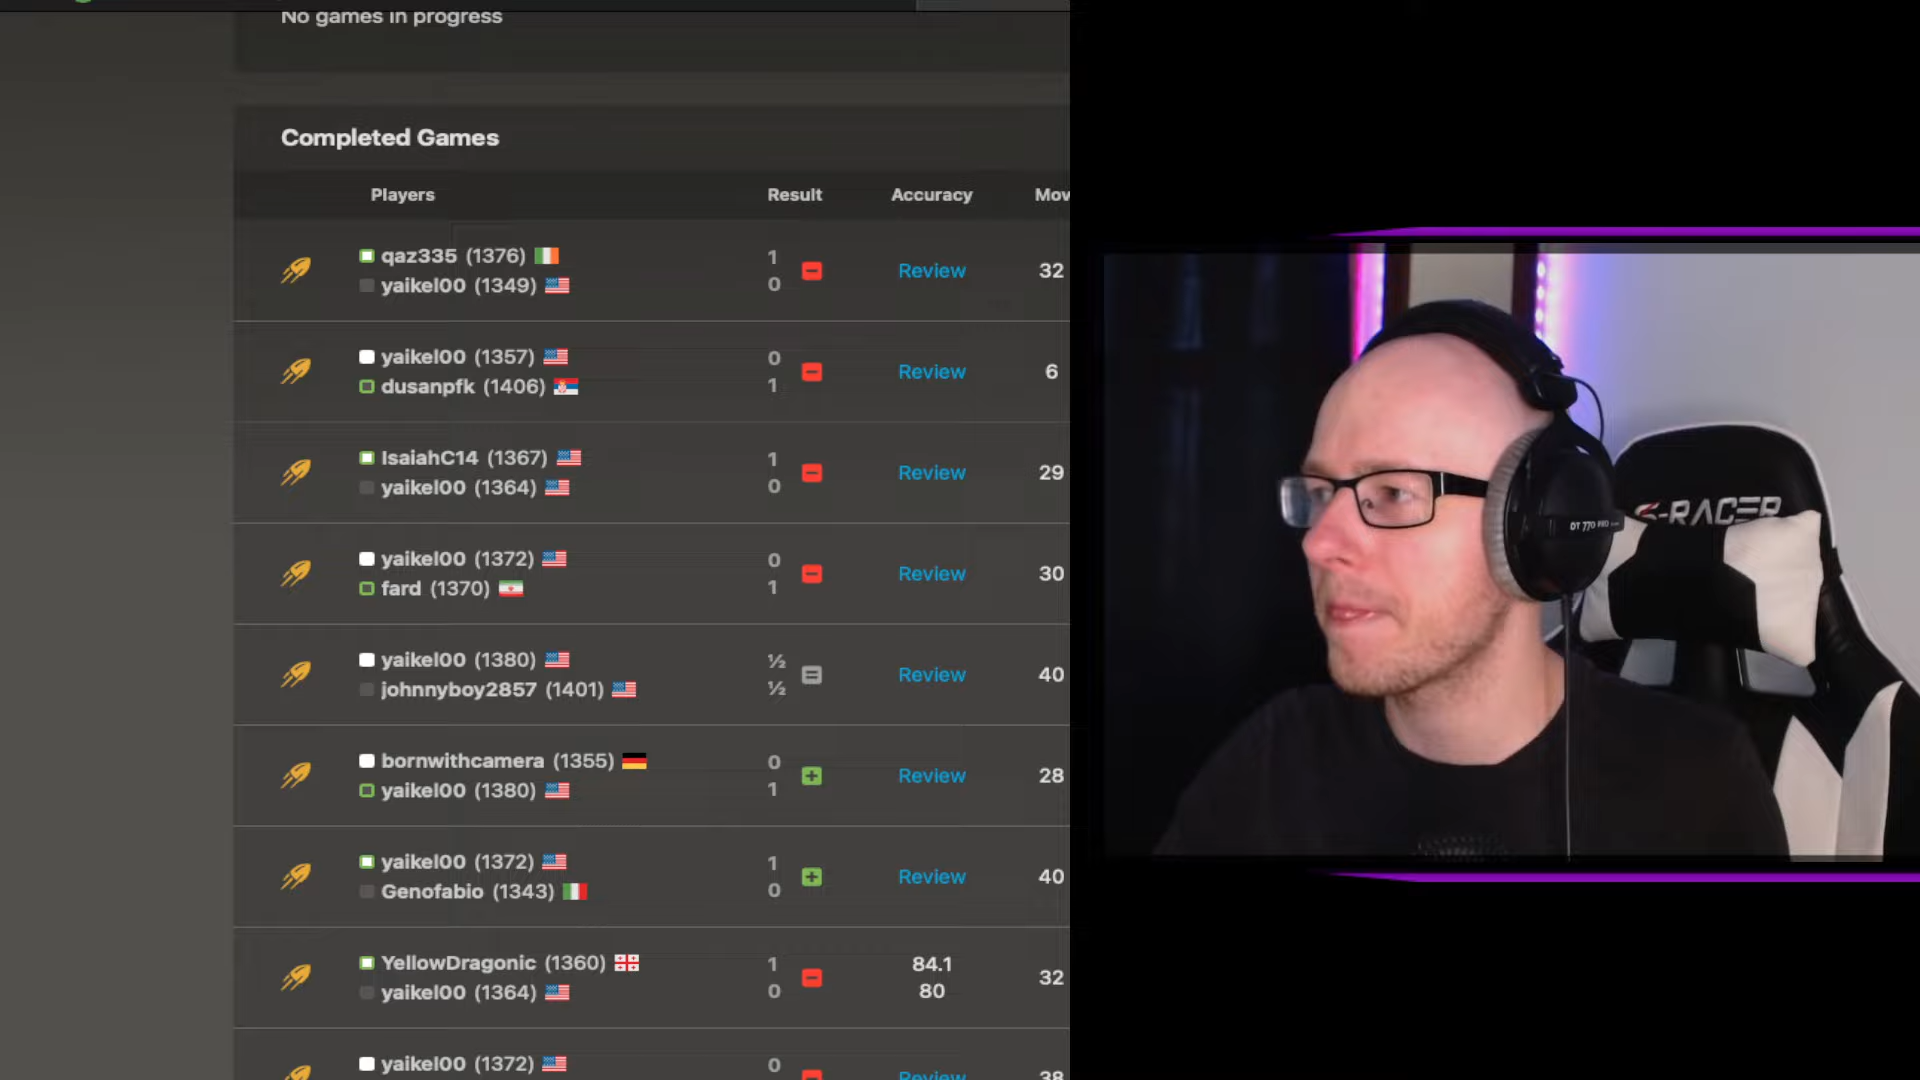 No games in progress
Completed Games
Players Result Accuracy Mov
qaz335 (1376) 1
yaikel00 (1349) 0
Review 32
yaikel00 (1357) 0
dusanpfk (1406) 1
Review 6
IsaiahC14 (1367) 1
yaikel00 (1364) 0
Review 29
yaikel00 (1372) 0
fard (1370) 1
Review 30
yaikel00 (1380) ½
johnnyboy2857 (1401) ½
Review 40
bornwithcamera (1355) 0
yaikel00 (1380) 1
Review 28
yaikel00 (1372) 1
Genofabio (1343) 0
Review 40
YellowDragonic (1360) 1 84.1
yaikel00 (1364) 0 80
32
yaikel00 (1372) 0
Review 38
S-RACER
DT 770 PRO